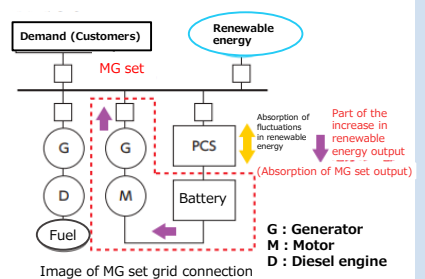 Demand (Customers)
Renewable
energy
MG set
G
G
PCS
D
M
Battery
Fuel
Absorption of
fluctuations
in renewable
energy
Part of the
increase in
renewable
energy output
(Absorption of MG set output)
G : Generator
M : Motor
D : Diesel engine
Image of MG set grid connection